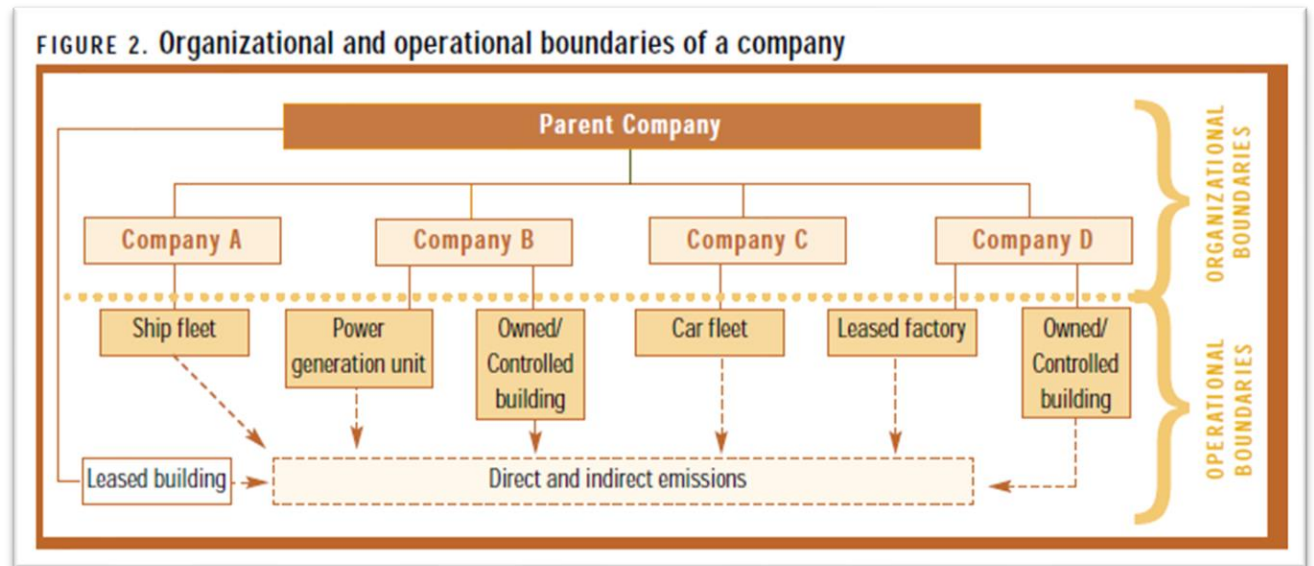 FIGURE 2. Organizational and operational boundaries of a company
Parent Company
ORGANIZATIONAL
BOUNDARIES
Company A
Company B
Company C
Company D
Ship fleet
Power
generation unit
Owned/
Controlled
building
Car fleet
Leased factory
Owned/
Controlled
building
OPERATIONAL
BOUNDARIES
Leased building
Direct and indirect emissions